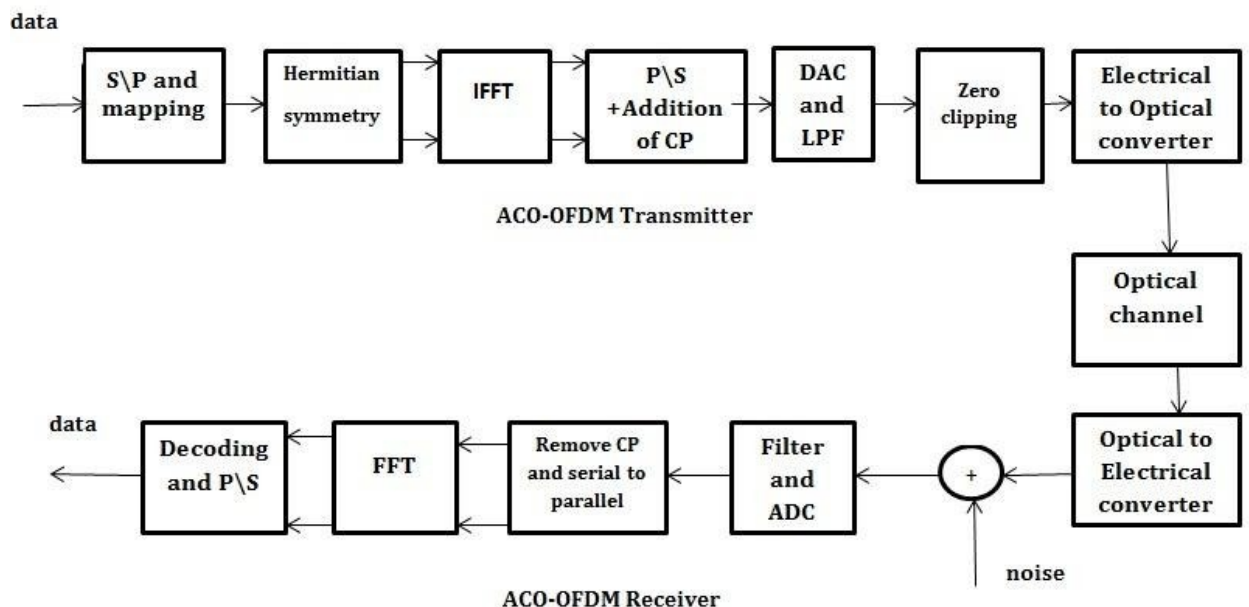 data
S\P and
mapping
Hermitian
symmetry
IFFT
P\S
+Addition
of CP
DAC
and
LPF
Zero
clipping
Electrical
to Optical
converter
ACO-OFDM Transmitter
Optical
channel
data
Decoding
and P\S
FFT
Remove CP
and serial to
parallel
Filter
and
ADC
+
Optical to
Electrical
converter
noise
ACO-OFDM Receiver